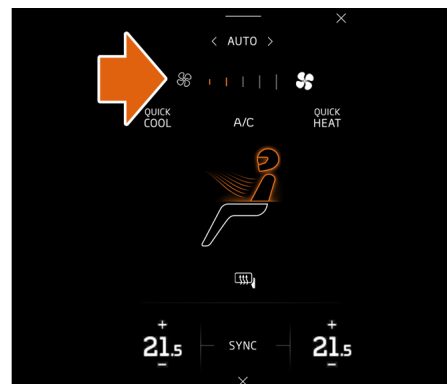 < AUTO >
QUICK
COOL
A/C
QUICK
HEAT
+
21.5
−
SYNC
+
21.5
−